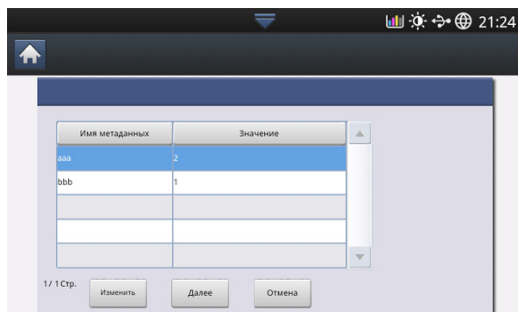 21:24
Имя метаданных Значение
aaa 2
bbb 1
1/ 1 Стр.
Изменить Далее Отмена